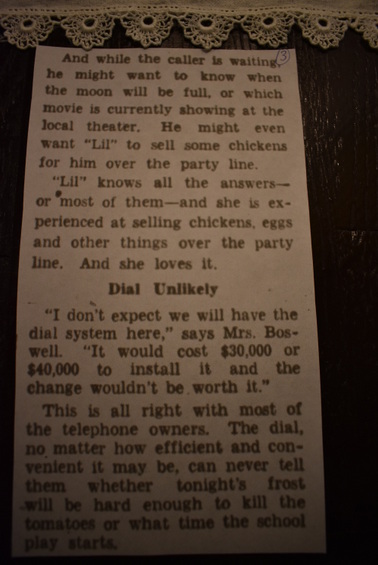 And while the caller is waiting, 3
he might want to know when
the moon will be full, or which
movie is currently showing at the
local theater. He might even
want "Lil" to sell some chickens
for him over the party line.
"Lil" knows all the answers—
or most of them—and she is ex-
perienced at selling chickens, eggs
and other things over the party
line. And she loves it.
Dial Unlikely
"I don't expect we will have the
dial system here," says Mrs. Bos-
well. "It would cost $30,000 or
$40,000 to install it and the
change wouldn't be worth it."
This is all right with most of
the telephone owners. The dial,
no matter how efficient and con-
venient it may be, can never tell
them whether tonight's frost
will be hard enough to kill the
tomatoes or what time the school
play starts.